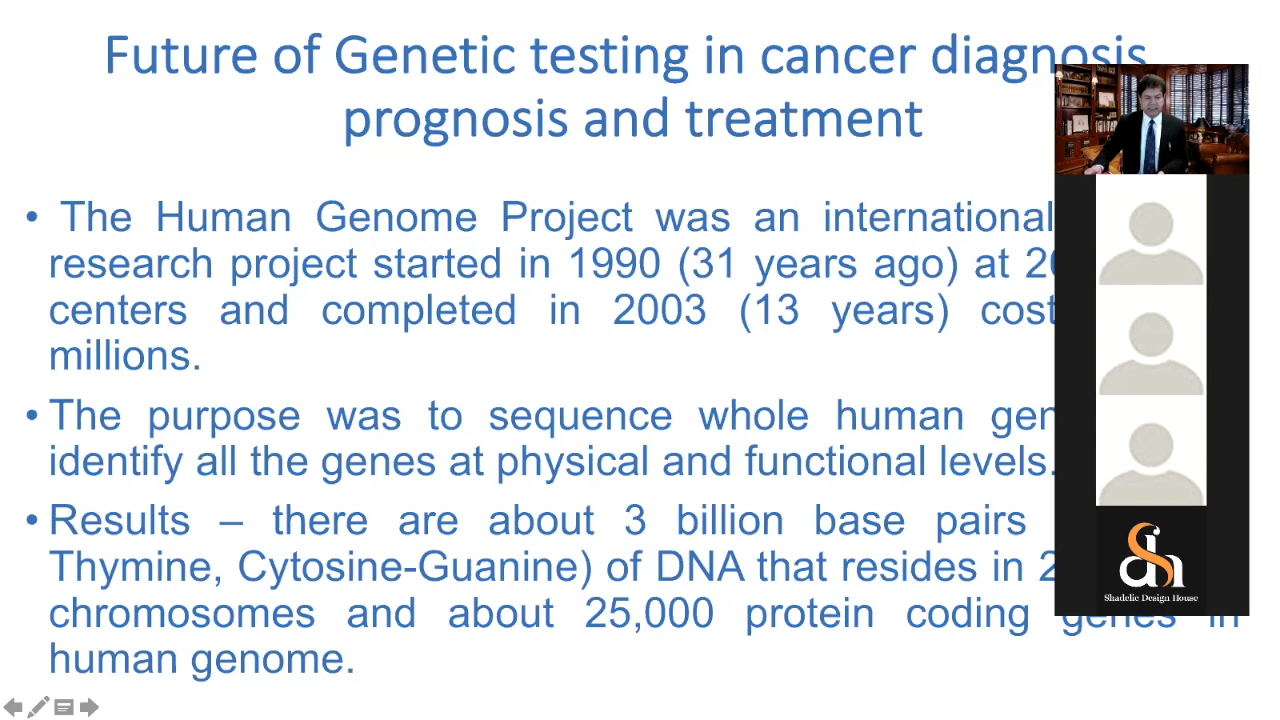 Future of Genetic testing in cancer diagnosis
prognosis and treatment
• The Human Genome Project was an international
research project started in 1990 (31 years ago) at
centers and completed in 2003 (13 years) cost
millions.
• The purpose was to sequence whole human
identify all the genes at physical and functional levels.
• Results – there are about 3 billion base pairs
Thymine, Cytosine-Guanine) of DNA that resides in
chromosomes and about 25,000 protein coding genes in
human genome.
Sh
Shadelic Design House